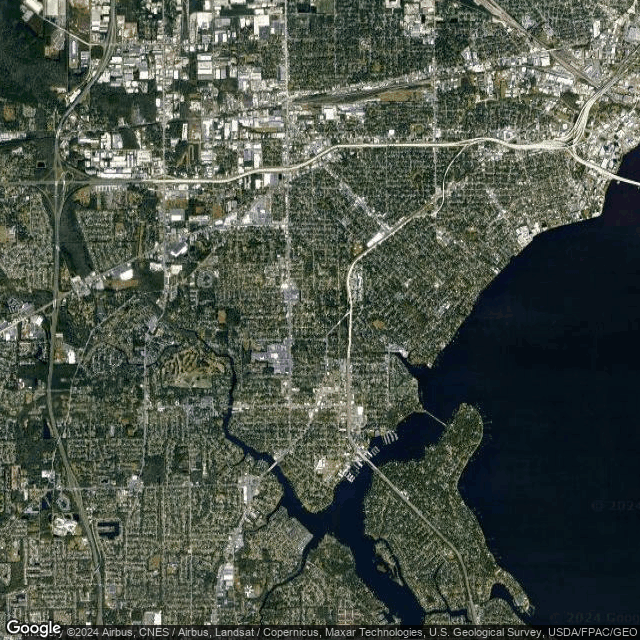 Google ©2024 Airbus, CNES / Airbus, Landsat / Copernicus, Maxar Technologies, U.S. Geological Survey, USDA/FPAC/GEO